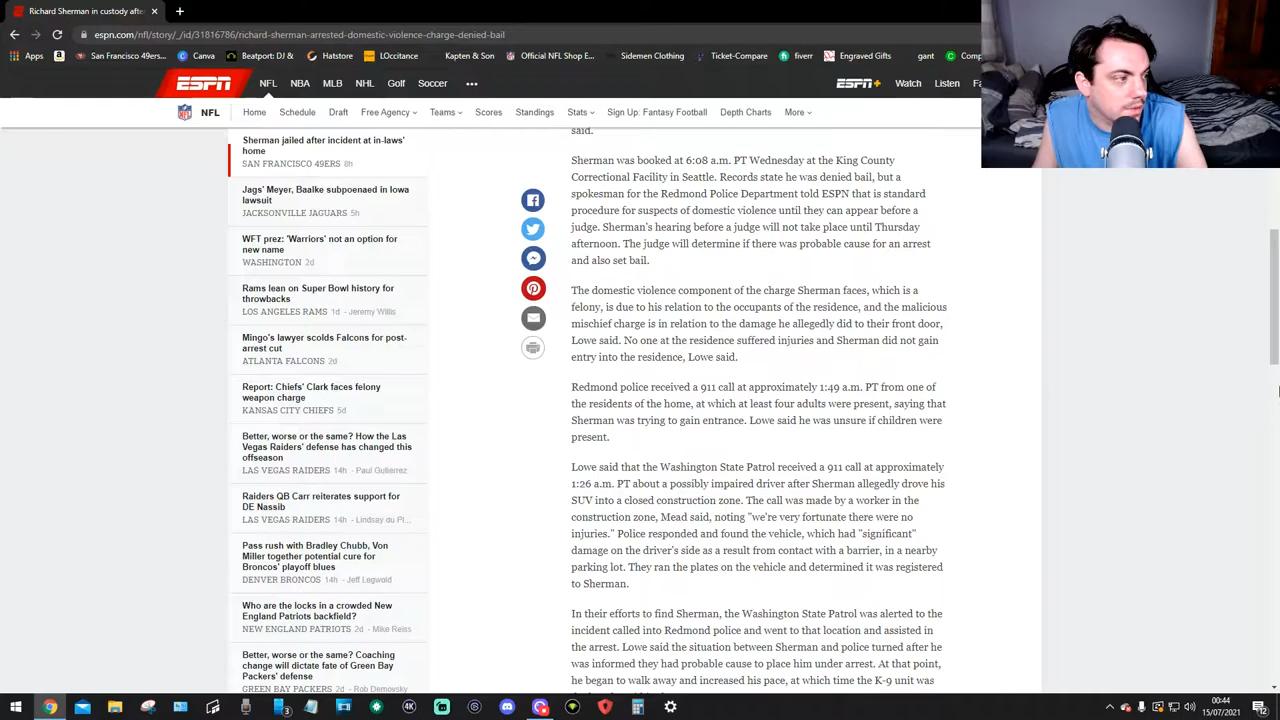 Richard Sherman in custody after
espn.com/nfl/story/_/id/31816786/richard-sherman-arrested-domestic-violence-charge-denied-bail
Apps
San Francisco 49ers...
Calvin
Beatport: DJ &
Hatstore
LOccitance
Kapten & Son
Official NFL Shop E...
Sidemen Clothing
Ticket-Compare
fiverr
Engraved Gifts
gant
ESPN
NFL
NBA
MLB
NHL
Golf
Soccer
•••
ESPN+
Watch
Listen
NFL
Home
Schedule
Draft
Free Agency
Teams
Scores
Standings
Stats
Sign Up: Fantasy Football
Depth Charts
More
Sherman jailed after incident at in-laws'
home
SAN FRANCISCO 49ERS 8h
Jags' Meyer, Baalke subpoenaed in Iowa
lawsuit
JACKSONVILLE JAGUARS 5h
WFT prez: 'Warriors' not an option for
new name
WASHINGTON 2d
Rams lean on Super Bowl history for
throwbacks
LOS ANGELES RAMS 1d - Jeremy Willis
Mingo's lawyer scolds Falcons for post-
arrest cut
ATLANTA FALCONS 2d
Report: Chiefs' Clark faces felony
weapon charge
KANSAS CITY CHIEFS 5d
Better, worse or the same? How the Las
Vegas Raiders' defense has changed this
offseason
LAS VEGAS RAIDERS 14h - Paul Gutierrez
Raiders QB Carr reiterates support for
DE Nassib
LAS VEGAS RAIDERS 14h - Lindsay du Pl...
Pass rush with Bradley Chubb, Von
Miller together potential cure for
Broncos' playoff blues
DENVER BRONCOS 14h - Jeff Legwold
Who are the locks in a crowded New
England Patriots backfield?
NEW ENGLAND PATRIOTS 2d - Mike Reiss
Better, worse or the same? Coaching
change will dictate fate of Green Bay
Packers' defense
GREEN BAY PACKERS 2d - Rob Demovsky
said.
Sherman was booked at 6:08 a.m. PT Wednesday at the King County
Correctional Facility in Seattle. Records state he was denied bail, but a
spokesman for the Redmond Police Department told ESPN that is standard
procedure for suspects of domestic violence until they can appear before a
judge. Sherman's hearing before a judge will not take place until Thursday
afternoon. The judge will determine if there was probable cause for an arrest
and also set bail.
The domestic violence component of the charge Sherman faces, which is a
felony, is due to his relation to the occupants of the residence, and the malicious
mischief charge is in relation to the damage he allegedly did to their front door,
Lowe said. No one at the residence suffered injuries and Sherman did not gain
entry into the residence, Lowe said.
Redmond police received a 911 call at approximately 1:49 a.m. PT from one of
the residents of the home, at which at least four adults were present, saying that
Sherman was trying to gain entrance. Lowe said he was unsure if children were
present.
Lowe said that the Washington State Patrol received a 911 call at approximately
1:26 a.m. PT about a possibly impaired driver after Sherman allegedly drove his
SUV into a closed construction zone. The call was made by a worker in the
construction zone, Mead said, noting "we're very fortunate there were no
injuries." Police responded and found the vehicle, which had "significant"
damage on the driver's side as a result from contact with a barrier, in a nearby
parking lot. They ran the plates on the vehicle and determined it was registered
to Sherman.
In their efforts to find Sherman, the Washington State Patrol was alerted to the
incident called into Redmond police and went to that location and assisted in
the arrest. Lowe said the situation between Sherman and police turned after he
was informed they had probable cause to place him under arrest. At that point,
he began to walk away and increased his pace, at which time the K-9 unit was
00:44
15/07/2021